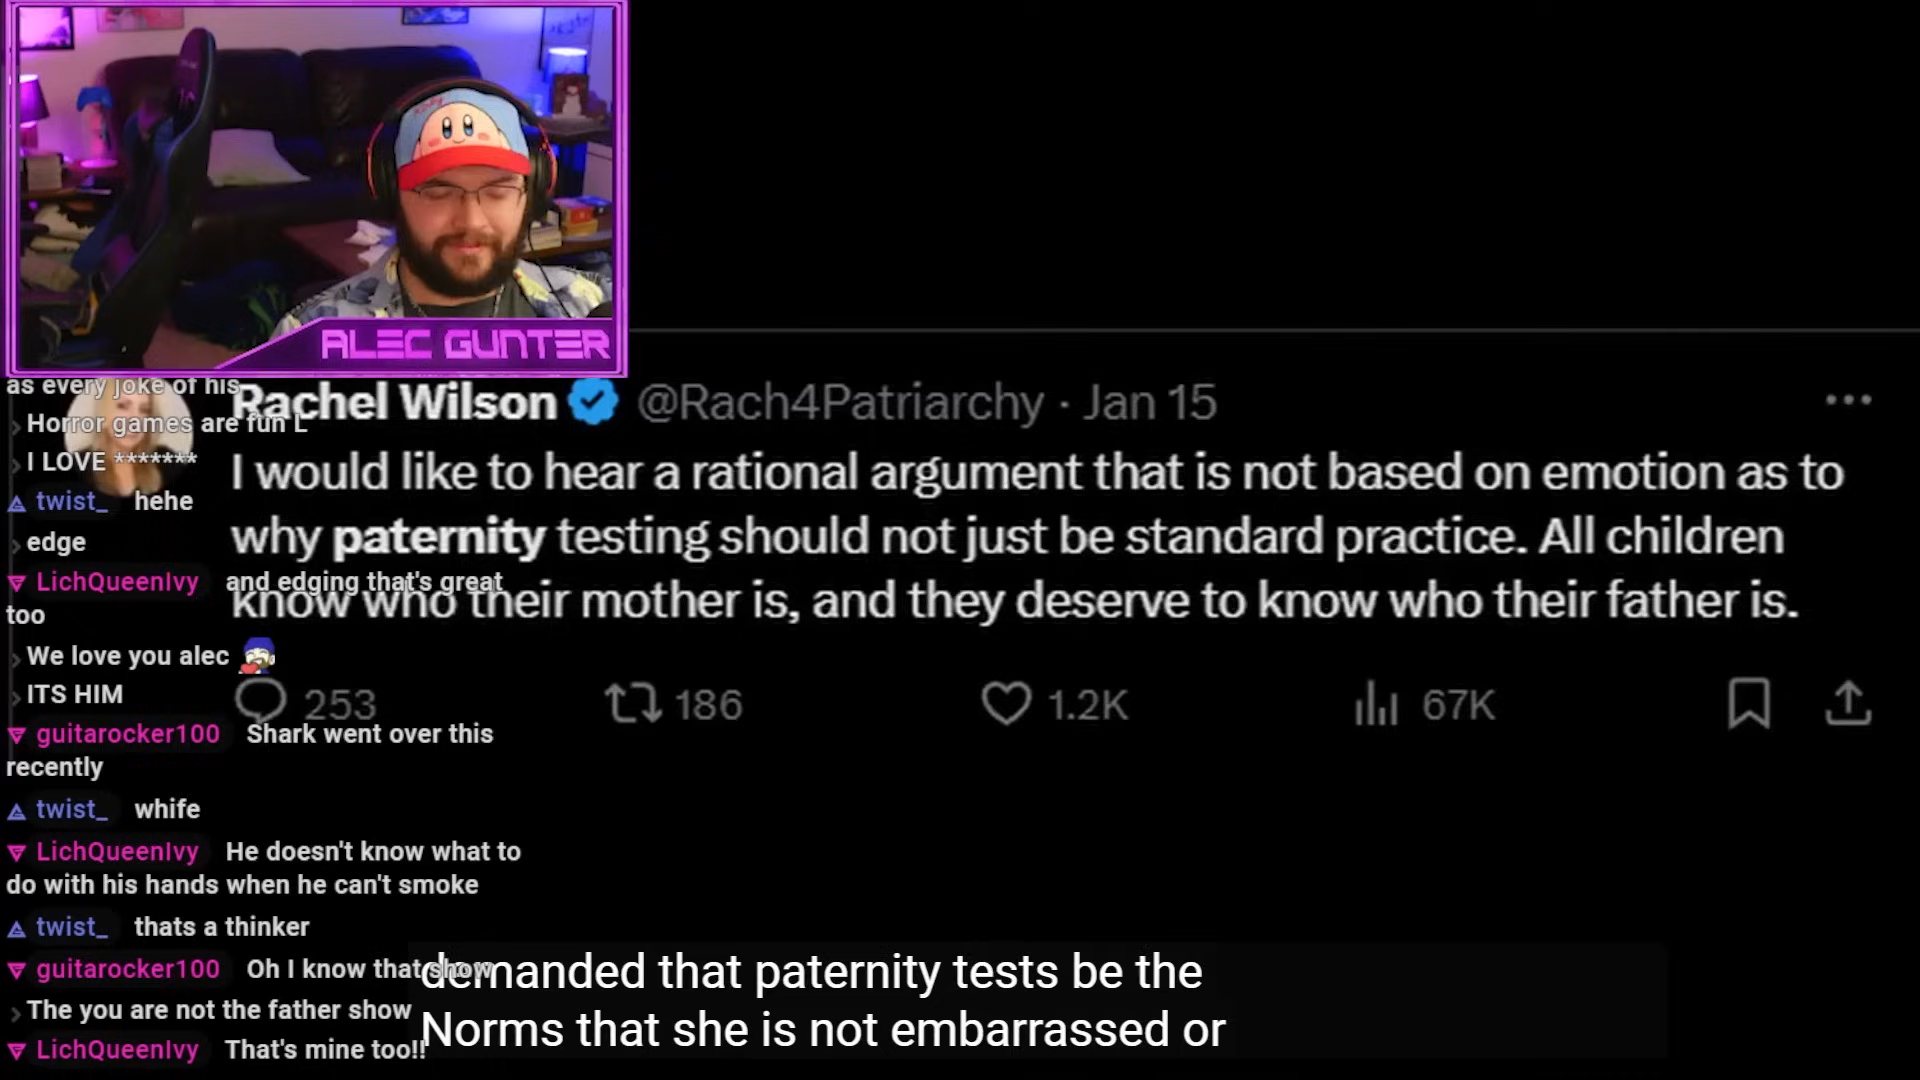 ALEC GUNTER
as every joke of his
Horror games are fun L
I LOVE *******
twist_ hehe
edge
LichQueenIvy and edging that's great
too
We love you alec
ITS HIM
guitarocker100 Shark went over this
recently
twist_ whife
LichQueenIvy He doesn't know what to
do with his hands when he can't smoke
twist_ thats a thinker
guitarocker100 Oh I know that show
The you are not the father show
LichQueenIvy That's mine too!!
Rachel Wilson @Rach4Patriarchy · Jan 15
I would like to hear a rational argument that is not based on emotion as to
why paternity testing should not just be standard practice. All children
know who their mother is, and they deserve to know who their father is.
253 186 1.2K 67K
demanded that paternity tests be the
Norms that she is not embarrassed or